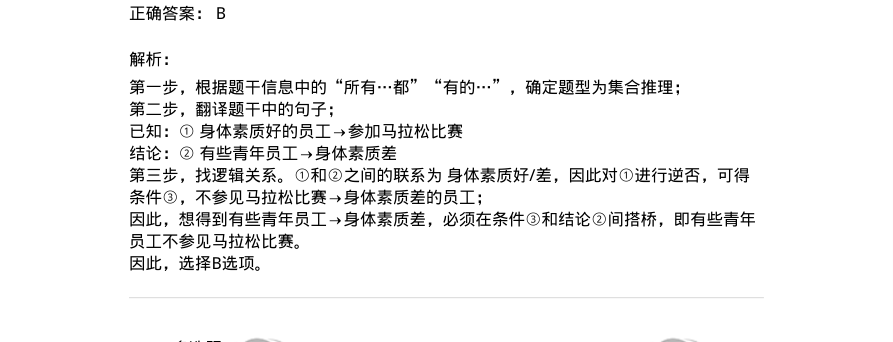 正确答案： B
解析：
第一步，根据题干信息中的“所有…都”“有的…”，确定题型为集合推理；
第二步，翻译题干中的句子；
已知：① 身体素质好的员工→参加马拉松比赛
结论：② 有些青年员工→身体素质差
第三步，找逻辑关系。①和②之间的联系为 身体素质好/差，因此对①进行逆否，可得
条件③，不参见马拉松比赛→身体素质差的员工；
因此，想得到有些青年员工→身体素质差，必须在条件③和结论②间搭桥，即有些青年
员工不参见马拉松比赛。
因此，选择B选项。